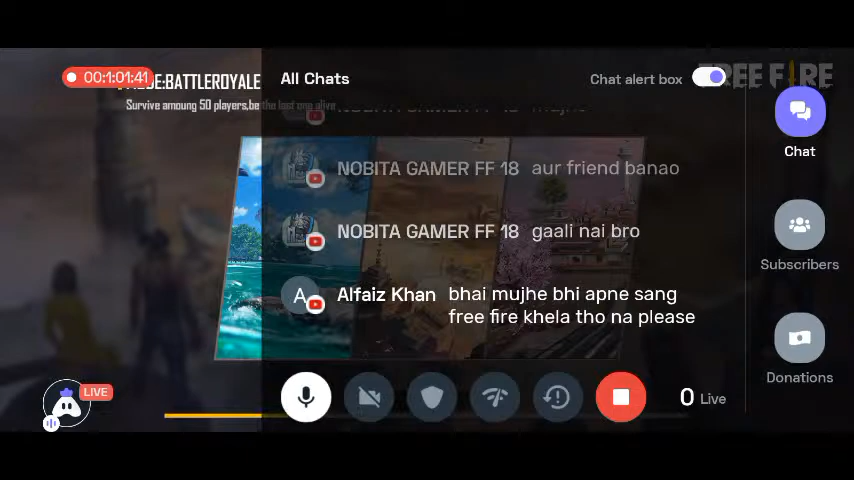 00:1:01:41
DE:BATTLEROYALE
Survive amoung 50 players,be the last one alive
All Chats
Chat alert box
FREE FIRE
Chat
NOBITA GAMER FF 18 aur friend banao
NOBITA GAMER FF 18 gaali nai bro
A
Alfaiz Khan bhai mujhe bhi apne sang
free fire khela tho na please
Subscribers
Donations
LIVE
0 Live